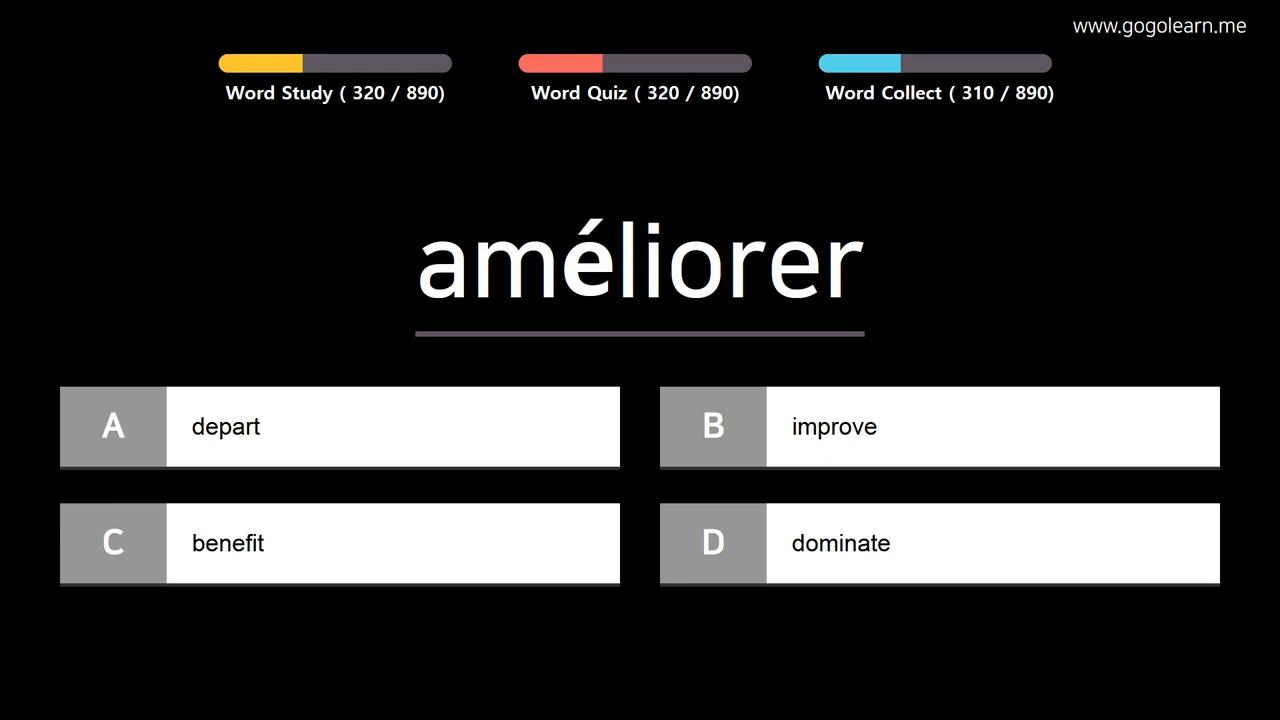 www.gogolearn.me
Word Study ( 320 / 890)
Word Quiz ( 320 / 890)
Word Collect ( 310 / 890)
améliorer
A depart
B improve
C benefit
D dominate